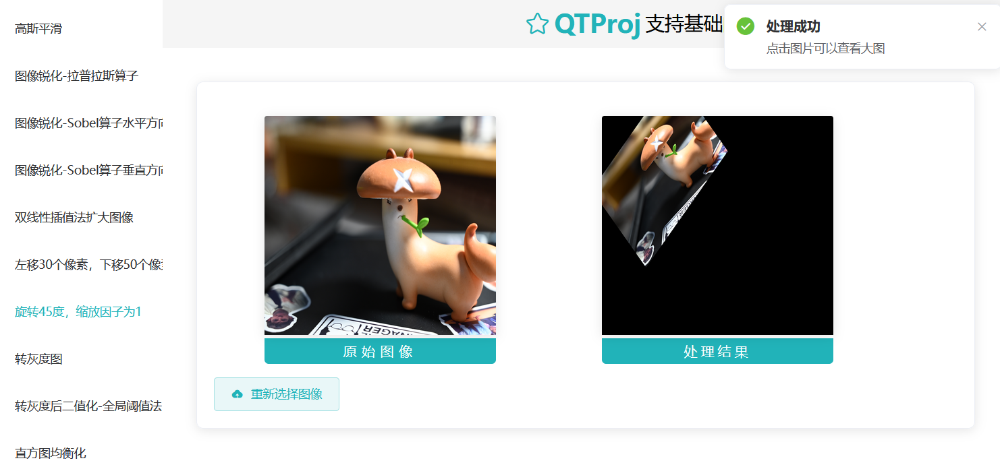 高斯平滑
图像锐化-拉普拉斯算子
图像锐化-Sobel算子水平方向
图像锐化-Sobel算子垂直方向
双线性插值法扩大图像
左移30个像素，下移50个像
旋转45度，缩放因子为1
转灰度图
转灰度后二值化-全局阈值法
直方图均衡化
QTProj 支持基础
处理成功
点击图片可以查看大图
原始图像
处理结果
重新选择图像